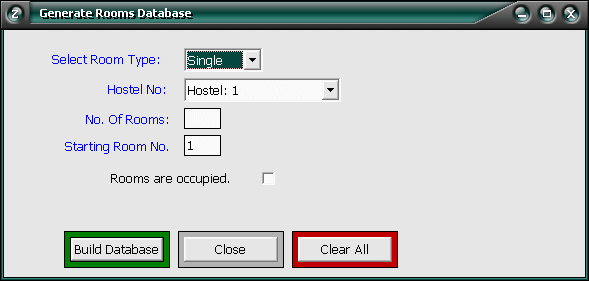 Generate Rooms Database
Select Room Type: Single
Hostel No: Hostel: 1
No. Of Rooms:
Starting Room No. 1
Rooms are occupied.
Build Database Close Clear All